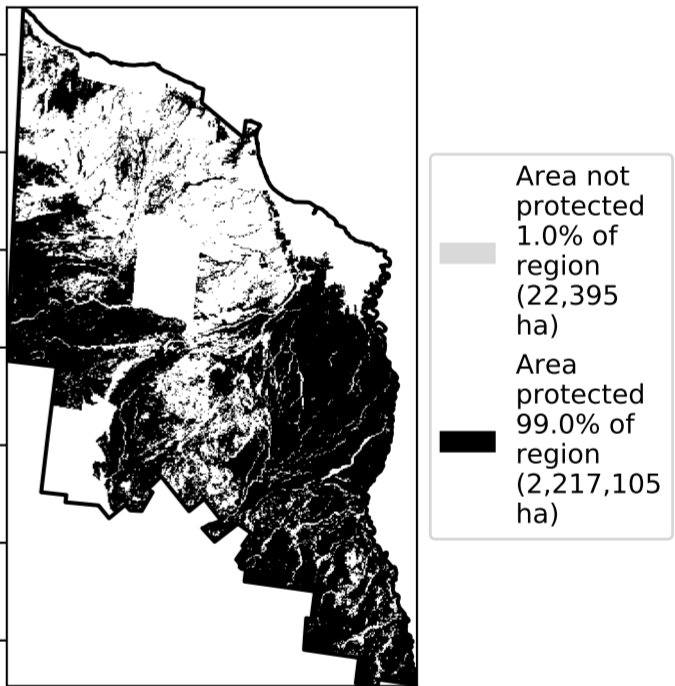 Area not
protected
1.0% of
region
(22,395
ha)
Area
protected
99.0% of
region
(2,217,105
ha)